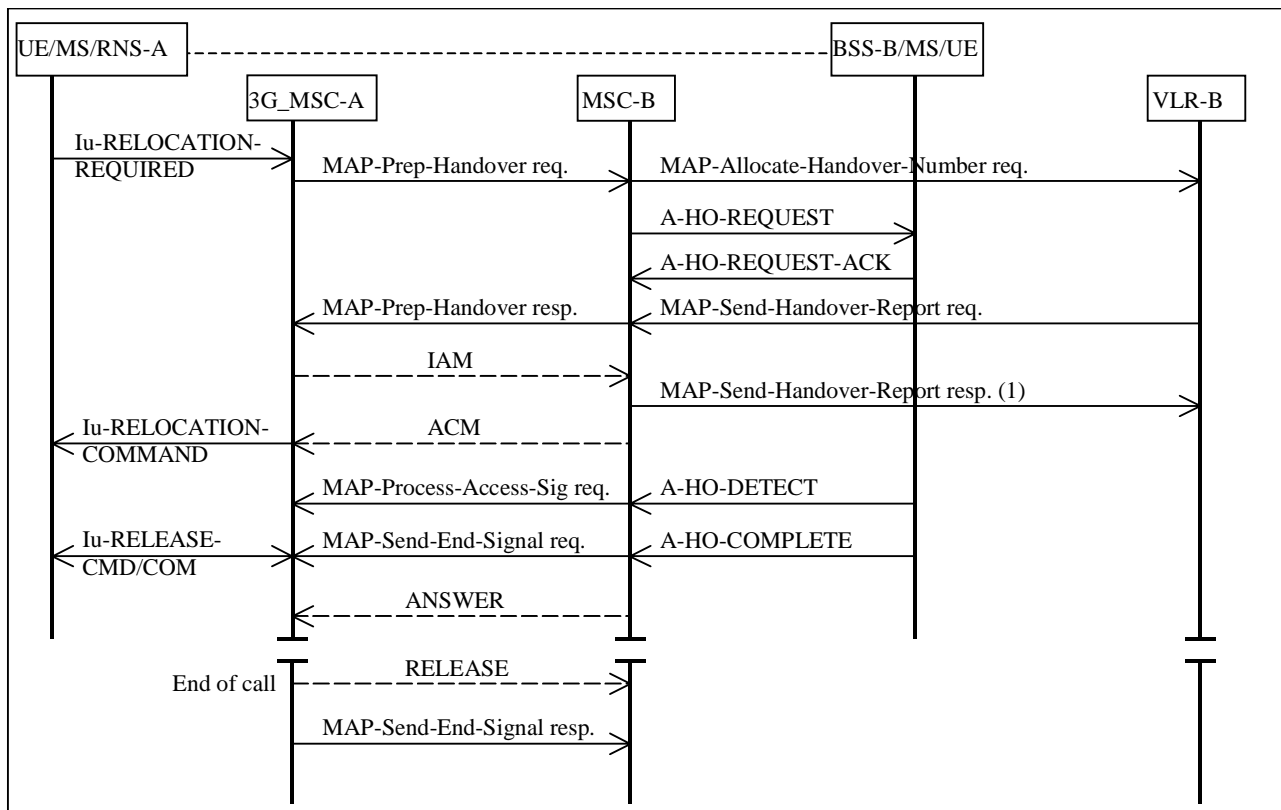 UE/MS/RNS-A
BSS-B/MS/UE
3G_MSC-A
MSC-B
VLR-B
Iu-RELOCATION-
REQUIRED
MAP-Prep-Handover req.
MAP-Allocate-Handover-Number req.
A-HO-REQUEST
A-HO-REQUEST-ACK
MAP-Prep-Handover resp.
MAP-Send-Handover-Report req.
IAM
MAP-Send-Handover-Report resp. (1)
Iu-RELOCATION-
COMMAND
ACM
MAP-Process-Access-Sig req.
A-HO-DETECT
Iu-RELEASE-
CMD/COM
MAP-Send-End-Signal req.
A-HO-COMPLETE
ANSWER
RELEASE
End of call
MAP-Send-End-Signal resp.